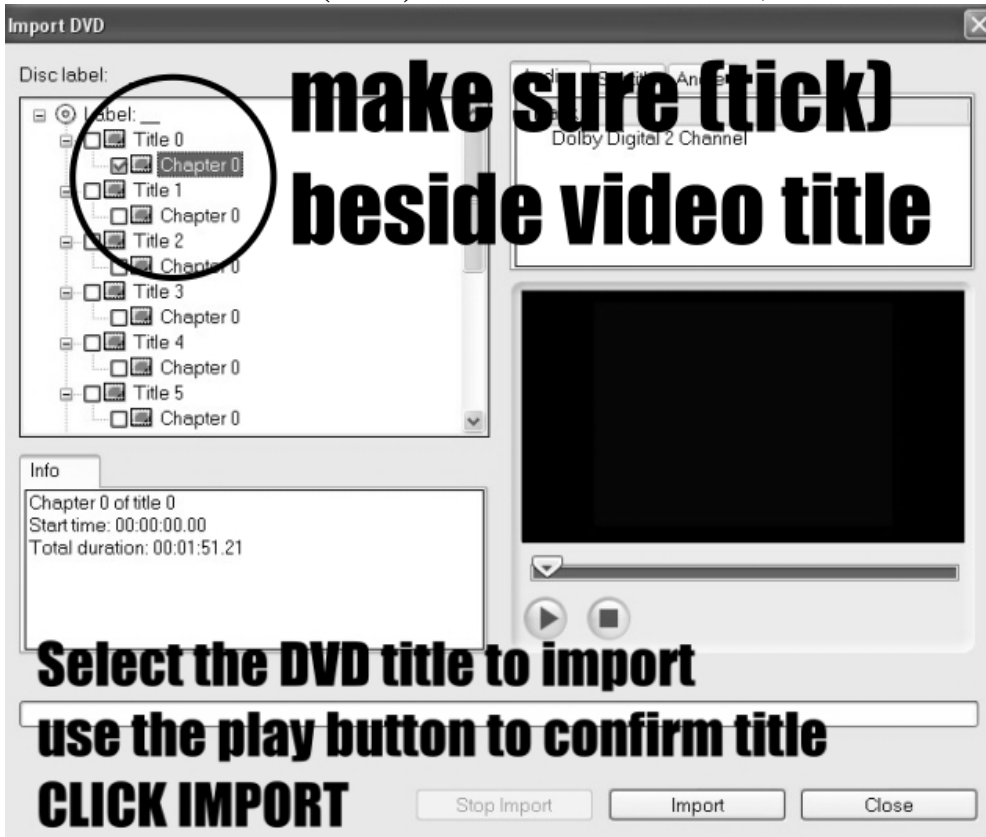 Import DVD
Disc label:
make sure (tick)
beside video title
Label: __
Title 0
Chapter 0
Title 1
Chapter 0
Title 2
Chapter 0
Title 3
Chapter 0
Title 4
Chapter 0
Title 5
Chapter 0
Dolby Digital 2 Channel
Info
Chapter 0 of title 0
Start time: 00:00:00.00
Total duration: 00:01:51.21
Select the DVD title to import
use the play button to confirm title
CLICK IMPORT
Stop Import
Import
Close